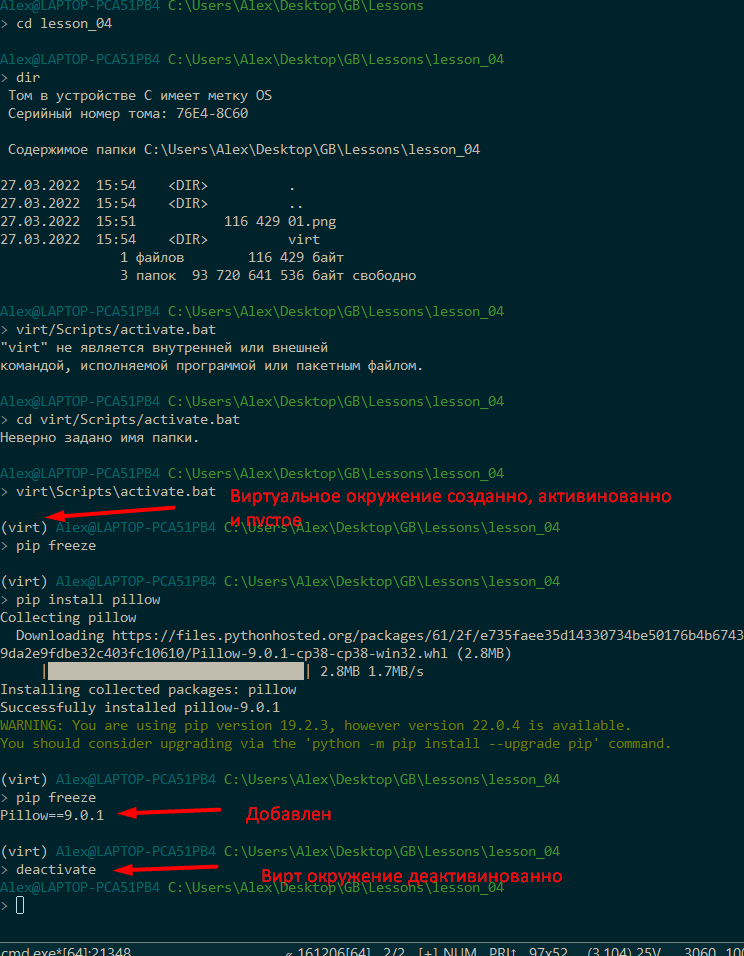 Alex@LAPTOP-PCA51PB4 C:\Users\Alex\Desktop\GB\Lessons
> cd lesson_04
Alex@LAPTOP-PCA51PB4 C:\Users\Alex\Desktop\GB\Lessons\lesson_04
> dir
Том в устройстве C имеет метку OS
Серийный номер тома: 76E4-8C60
Содержимое папки C:\Users\Alex\Desktop\GB\Lessons\lesson_04
27.03.2022  15:54    <DIR>          .
27.03.2022  15:54    <DIR>          ..
27.03.2022  15:51           116 429 01.png
27.03.2022  15:54    <DIR>          virt
1 файлов        116 429 байт
3 папок  93 720 641 536 байт свободно
Alex@LAPTOP-PCA51PB4 C:\Users\Alex\Desktop\GB\Lessons\lesson_04
> virt/Scripts/activate.bat
"virt" не является внутренней или внешней
командой, исполняемой программой или пакетным файлом.
Alex@LAPTOP-PCA51PB4 C:\Users\Alex\Desktop\GB\Lessons\lesson_04
> cd virt/Scripts/activate.bat
Неверно задано имя папки.
Alex@LAPTOP-PCA51PB4 C:\Users\Alex\Desktop\GB\Lessons\lesson_04
> virt\Scripts\activate.bat
Виртуальное окружение созданно, активинованно
и пустое
(virt) Alex@LAPTOP-PCA51PB4 C:\Users\Alex\Desktop\GB\Lessons\lesson_04
> pip freeze
(virt) Alex@LAPTOP-PCA51PB4 C:\Users\Alex\Desktop\GB\Lessons\lesson_04
> pip install pillow
Collecting pillow
Downloading https://files.pythonhosted.org/packages/61/2f/e735faee35d14330734be50176b4b6743
9da2e9fdbe32c403fc10610/Pillow-9.0.1-cp38-cp38-win32.whl (2.8MB)
| | 2.8MB 1.7MB/s
Installing collected packages: pillow
Successfully installed pillow-9.0.1
WARNING: You are using pip version 19.2.3, however version 22.0.4 is available.
You should consider upgrading via the 'python -m pip install --upgrade pip' command.
(virt) Alex@LAPTOP-PCA51PB4 C:\Users\Alex\Desktop\GB\Lessons\lesson_04
> pip freeze
Pillow==9.0.1 Добавлен
(virt) Alex@LAPTOP-PCA51PB4 C:\Users\Alex\Desktop\GB\Lessons\lesson_04
> deactivate Вирт окружение деактивинованно
Alex@LAPTOP-PCA51PB4 C:\Users\Alex\Desktop\GB\Lessons\lesson_04
>
cmd.exe*[64]:21348 « 161206[64] 2/2 [+] NUM PRI↑ 97x52 (3,104) 25V 3060 100